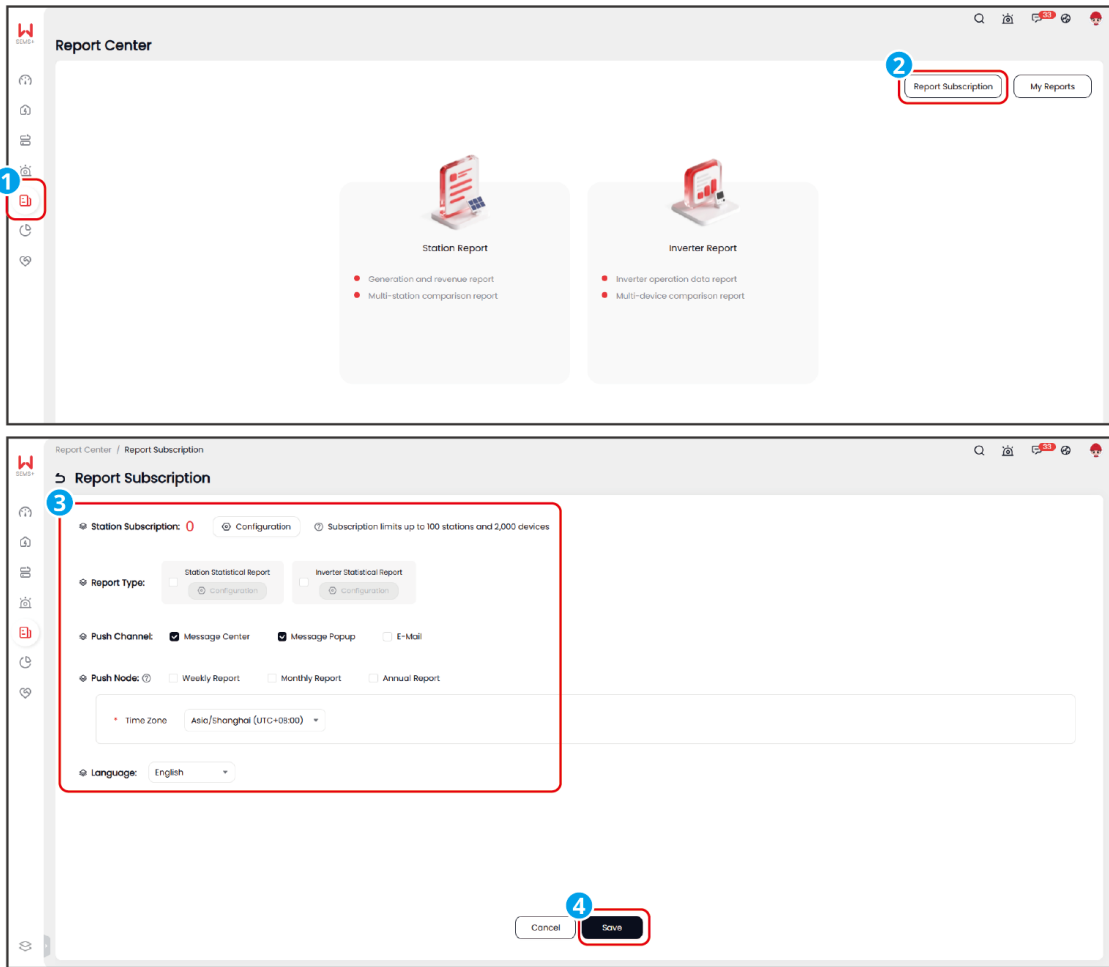 33
SEMS+
Report Center
2
Report Subscription
My Reports
1
Station Report
Inverter Report
Generation and revenue report
Inverter operation data report
Multi-station comparison report
Multi-device comparison report
Report Center / Report Subscription
33
SEMS+
Report Subscription
3
Station Subscription: 0
Configuration
Subscription limits up to 100 stations and 2,000 devices
Station Statistical Report
Inverter Statistical Report
Report Type:
Configuration
Configuration
Push Channel:
Message Center
Message Popup
E-Mail
Push Node:
Weekly Report
Monthly Report
Annual Report
* Time Zone
Asia/Shanghai (UTC+08:00)
Language:
English
4
Cancel
Save